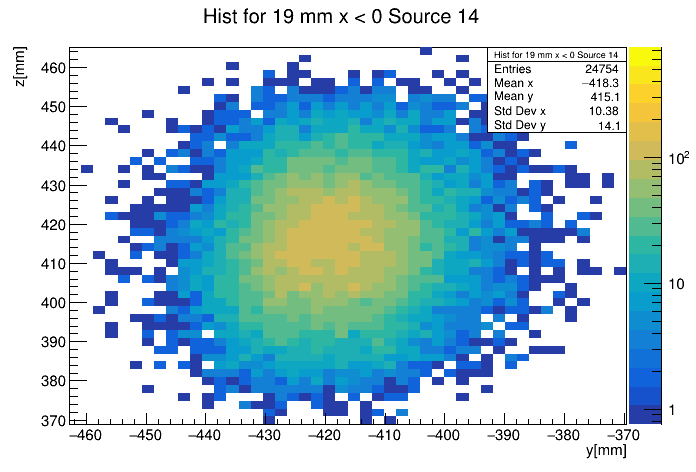 Hist for 19 mm x < 0 Source 14
z[mm]
Hist for 19 mm x < 0 Source 14
Entries 24754
Mean x −418.3
Mean y 415.1
Std Dev x 10.38
Std Dev y 14.1
460
450
440
430
420
410
400
390
380
370
10²
10
1
−460 −450 −440 −430 −420 −410 −400 −390 −380 −370
y[mm]